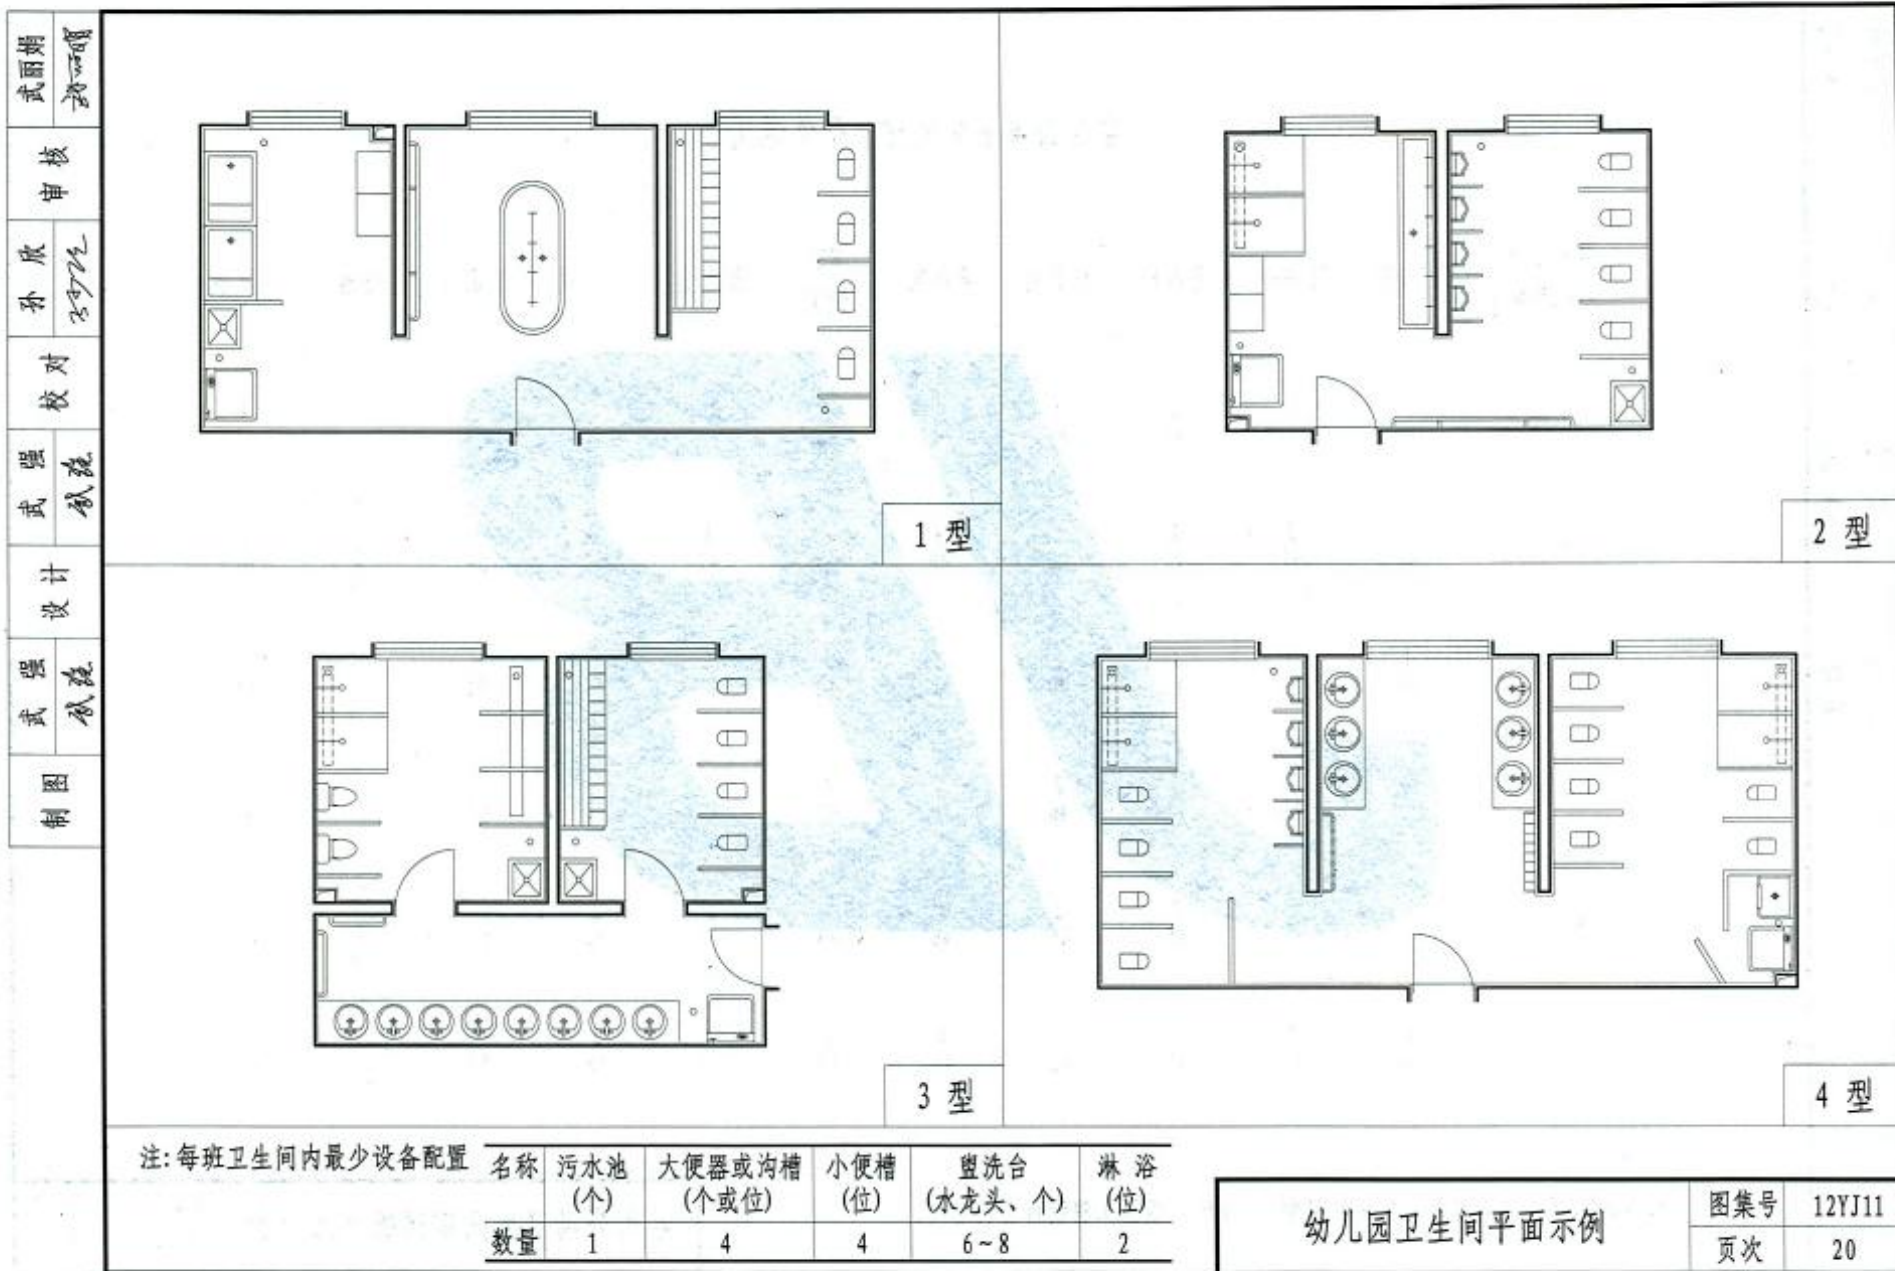 1 型
2 型
3 型
4 型
注:每班卫生间内最少设备配置
名称 污水池(个) 大便器或沟槽(个或位) 小便槽(位) 盥洗台(水龙头、个) 淋 浴(位)
数量 1 4 4 6~8 2
幼儿园卫生间平面示例
图集号 12YJ11
页次 20
武丽娟
审 核
孙 欣
校 对
武 强
设 计
武 强
制 图